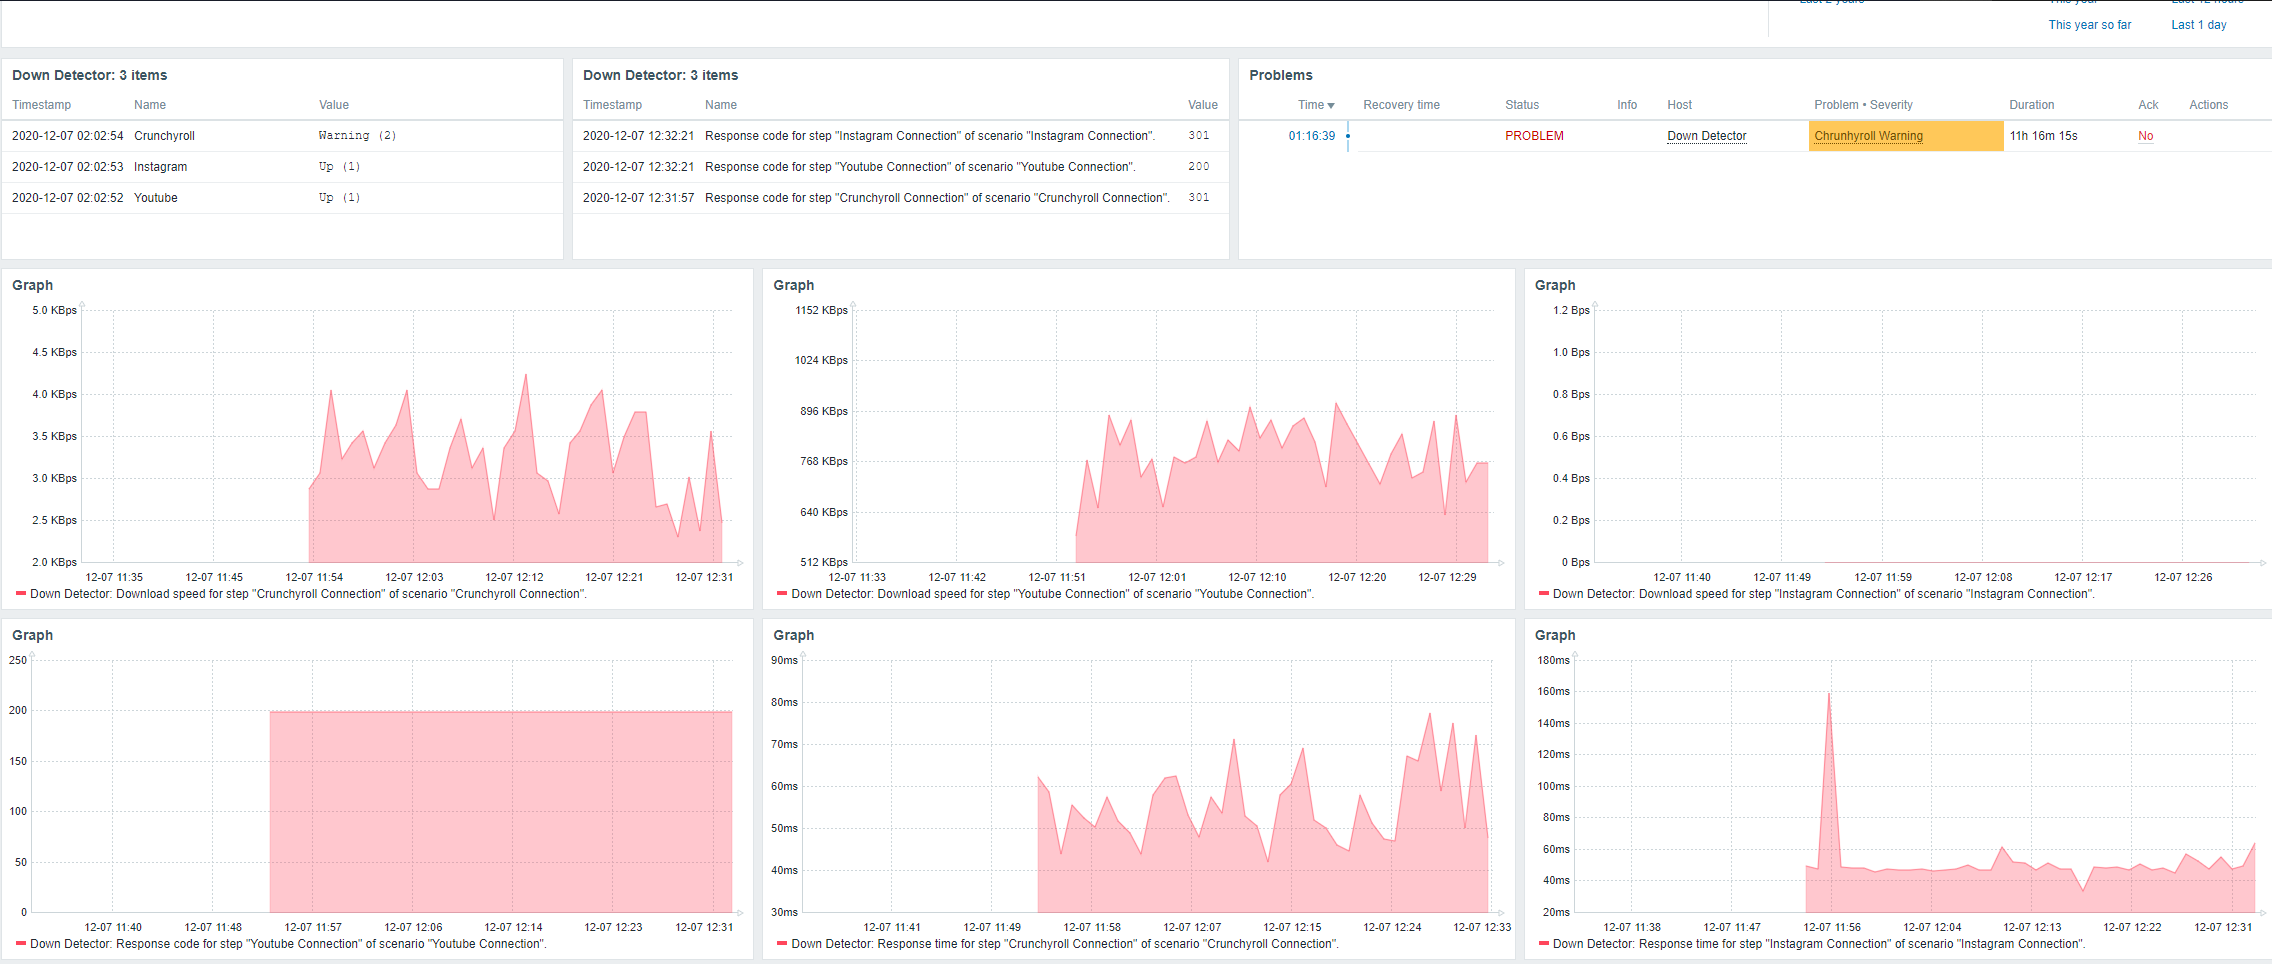 Last 2 years This year Last 12 hours
This year so far Last 1 day
Down Detector: 3 items
Timestamp Name Value
2020-12-07 02:02:54 Crunchyroll Warning (2)
2020-12-07 02:02:53 Instagram Up (1)
2020-12-07 02:02:52 Youtube Up (1)
Down Detector: 3 items
Timestamp Name Value
2020-12-07 12:32:21 Response code for step "Instagram Connection" of scenario "Instagram Connection". 301
2020-12-07 12:32:21 Response code for step "Youtube Connection" of scenario "Youtube Connection". 200
2020-12-07 12:31:57 Response code for step "Crunchyroll Connection" of scenario "Crunchyroll Connection". 301
Problems
Time Recovery time Status Info Host Problem • Severity Duration Ack Actions
01:16:39 PROBLEM Down Detector Chrunhyroll Warning 11h 16m 15s No
Graph
5.0 KBps
4.5 KBps
4.0 KBps
3.5 KBps
3.0 KBps
2.5 KBps
2.0 KBps
12-07 11:35 12-07 11:45 12-07 11:54 12-07 12:03 12-07 12:12 12-07 12:21 12-07 12:31
Down Detector: Download speed for step "Crunchyroll Connection" of scenario "Crunchyroll Connection".
Graph
1152 KBps
1024 KBps
896 KBps
768 KBps
640 KBps
512 KBps
12-07 11:33 12-07 11:42 12-07 11:51 12-07 12:01 12-07 12:10 12-07 12:20 12-07 12:29
Down Detector: Download speed for step "Youtube Connection" of scenario "Youtube Connection".
Graph
1.2 Bps
1.0 Bps
0.8 Bps
0.6 Bps
0.4 Bps
0.2 Bps
0 Bps
12-07 11:40 12-07 11:49 12-07 11:59 12-07 12:08 12-07 12:17 12-07 12:26
Down Detector: Download speed for step "Instagram Connection" of scenario "Instagram Connection".
Graph
250
200
150
100
50
0
12-07 11:40 12-07 11:48 12-07 11:57 12-07 12:06 12-07 12:14 12-07 12:23 12-07 12:31
Down Detector: Response code for step "Youtube Connection" of scenario "Youtube Connection".
Graph
90ms
80ms
70ms
60ms
50ms
40ms
30ms
12-07 11:41 12-07 11:49 12-07 11:58 12-07 12:07 12-07 12:15 12-07 12:24 12-07 12:33
Down Detector: Response time for step "Crunchyroll Connection" of scenario "Crunchyroll Connection".
Graph
180ms
160ms
140ms
120ms
100ms
80ms
60ms
40ms
20ms
12-07 11:38 12-07 11:47 12-07 11:56 12-07 12:04 12-07 12:13 12-07 12:22 12-07 12:31
Down Detector: Response time for step "Instagram Connection" of scenario "Instagram Connection".